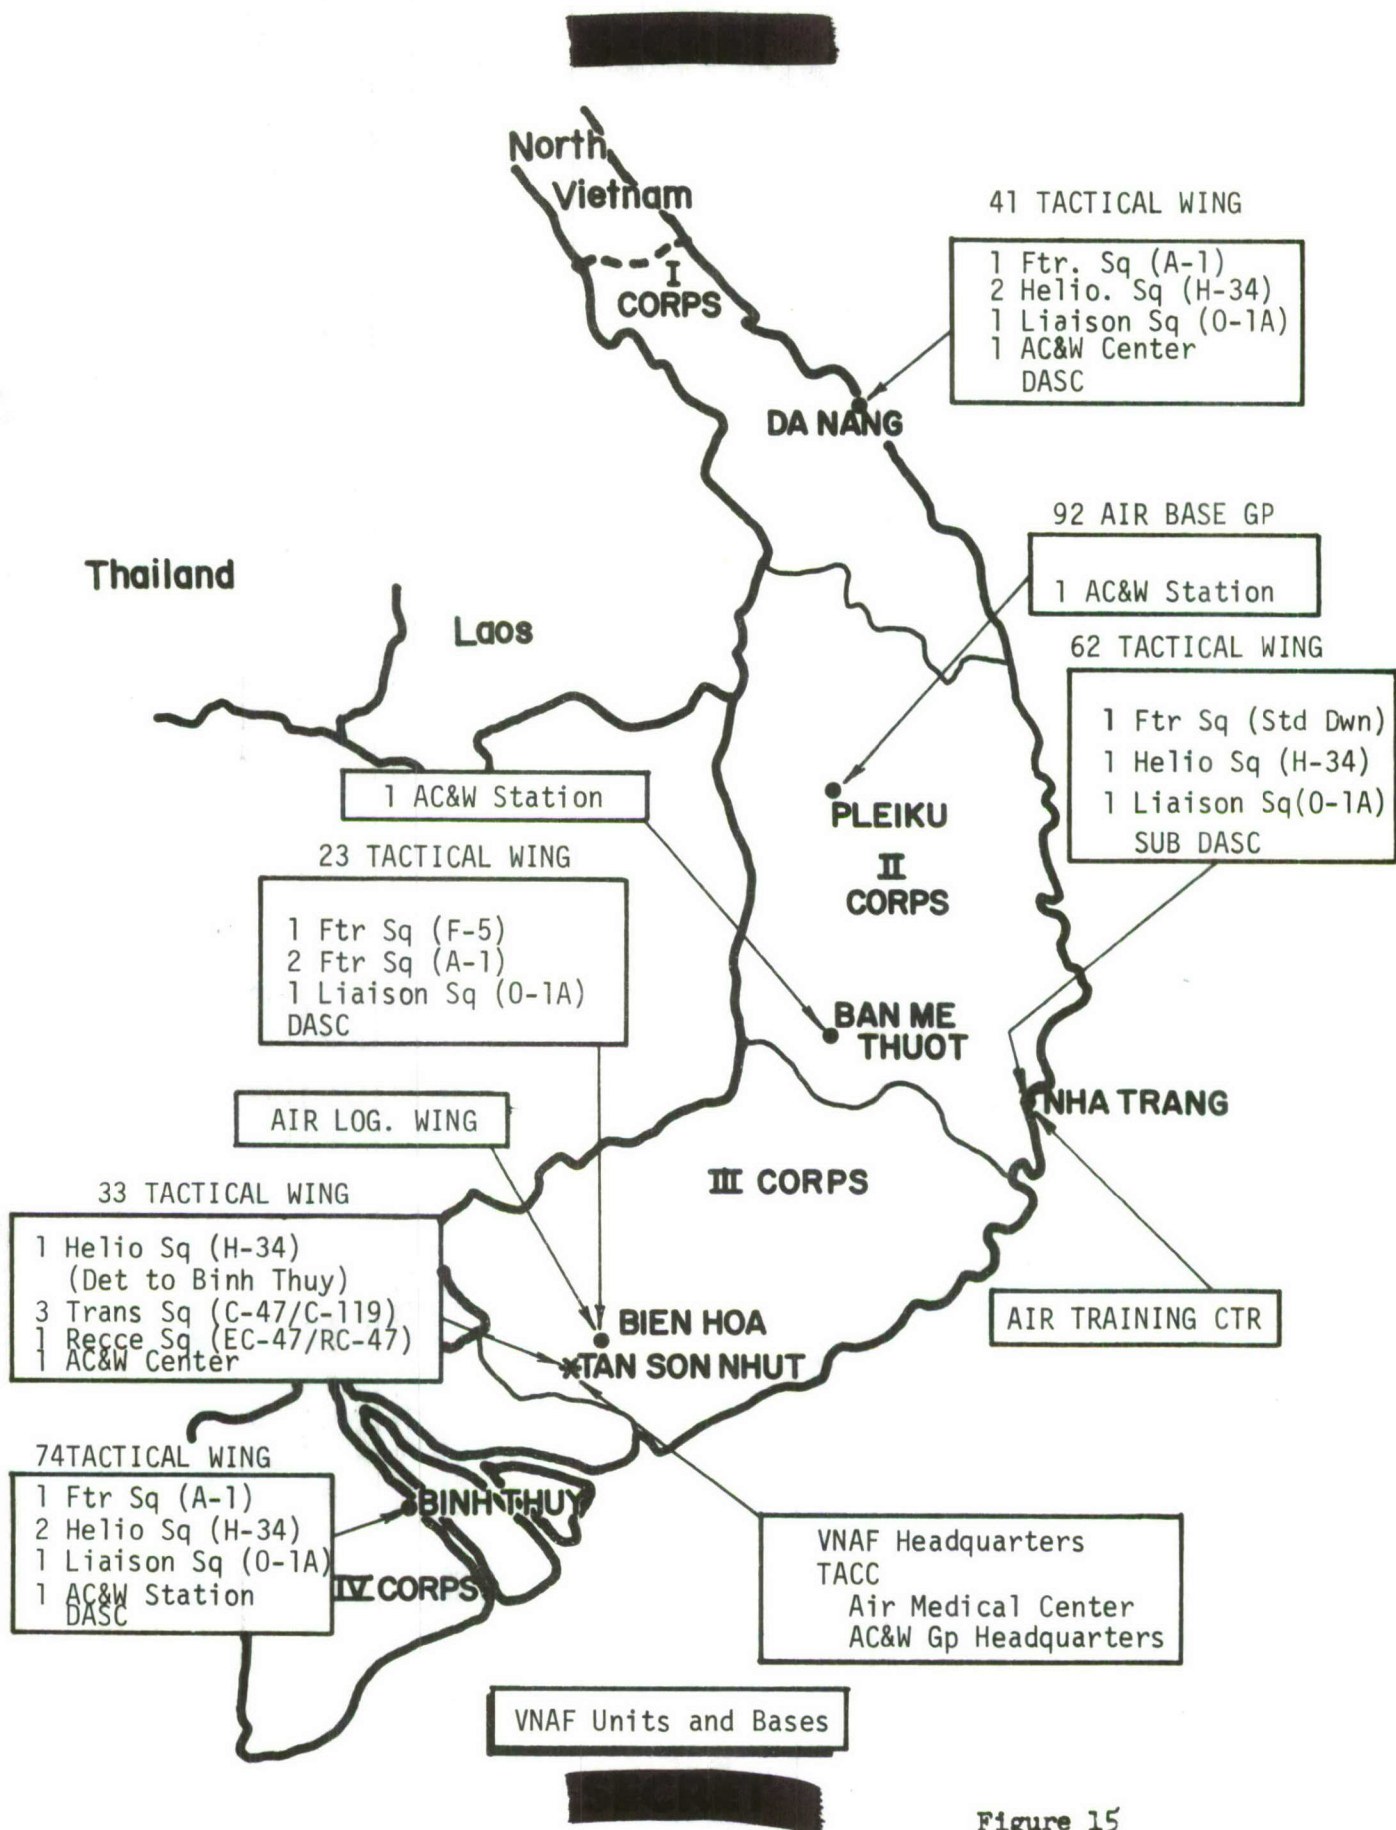 North
Vietnam
41 TACTICAL WING
1 Ftr. Sq (A-1)
2 Helio. Sq (H-34)
1 Liaison Sq (O-1A)
1 AC&W Center
DASC
I
CORPS
DA NANG
92 AIR BASE GP
1 AC&W Station
Thailand
Laos
62 TACTICAL WING
1 Ftr Sq (Std Dwn)
1 Helio Sq (H-34)
1 Liaison Sq(O-1A)
SUB DASC
1 AC&W Station
PLEIKU
II
CORPS
23 TACTICAL WING
1 Ftr Sq (F-5)
2 Ftr Sq (A-1)
1 Liaison Sq (O-1A)
DASC
BAN ME
THUOT
NHA TRANG
AIR LOG. WING
III CORPS
33 TACTICAL WING
1 Helio Sq (H-34)
(Det to Binh Thuy)
3 Trans Sq (C-47/C-119)
1 Recce Sq (EC-47/RC-47)
1 AC&W Center
AIR TRAINING CTR
BIEN HOA
TAN SON NHUT
74TACTICAL WING
1 Ftr Sq (A-1)
2 Helio Sq (H-34)
1 Liaison Sq (O-1A)
1 AC&W Station
DASC
BINH THUY
IV CORPS
VNAF Headquarters
TACC
Air Medical Center
AC&W Gp Headquarters
VNAF Units and Bases
SECRET
Figure 15